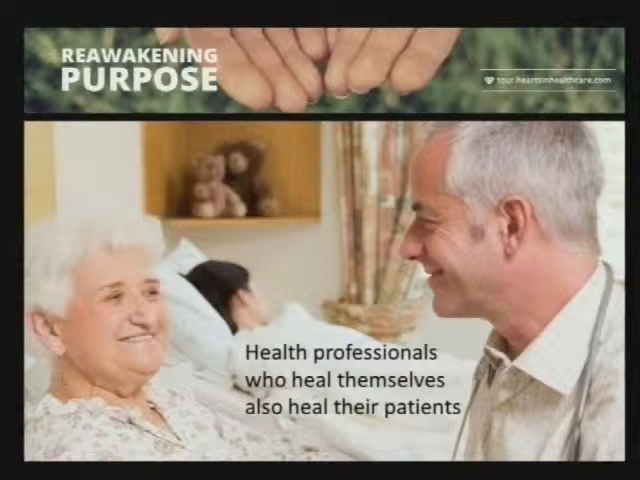 REAWAKENING
PURPOSE
tour.heartsinhealthcare.com
Health professionals
who heal themselves
also heal their patients